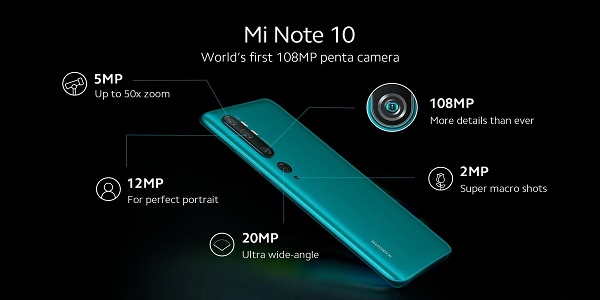 Mi Note 10
World's first 108MP penta camera
5MP
Up to 50x zoom
108MP
More details than ever
12MP
For perfect portrait
2MP
Super macro shots
20MP
Ultra wide-angle